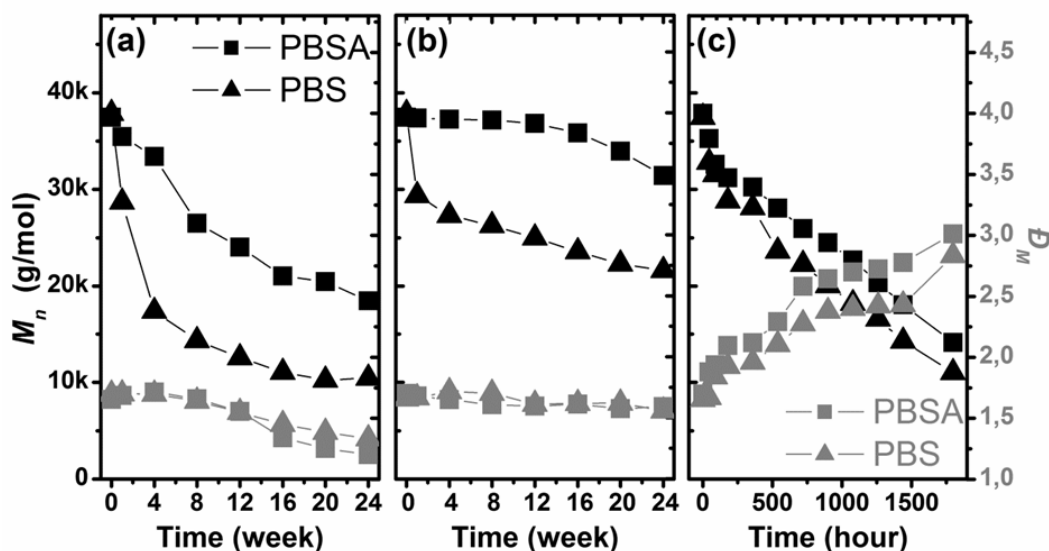 (a)
PBSA
PBS
(b)
(c)
40k
30k
20k
10k
0
M_n (g/mol)
4,5
4,0
3,5
3,0
2,5
2,0
1,5
1,0
Đ_M
PBSA
PBS
0 4 8 12 16 20 24
0 4 8 12 16 20 24
0 500 1000 1500
Time (week)
Time (week)
Time (hour)